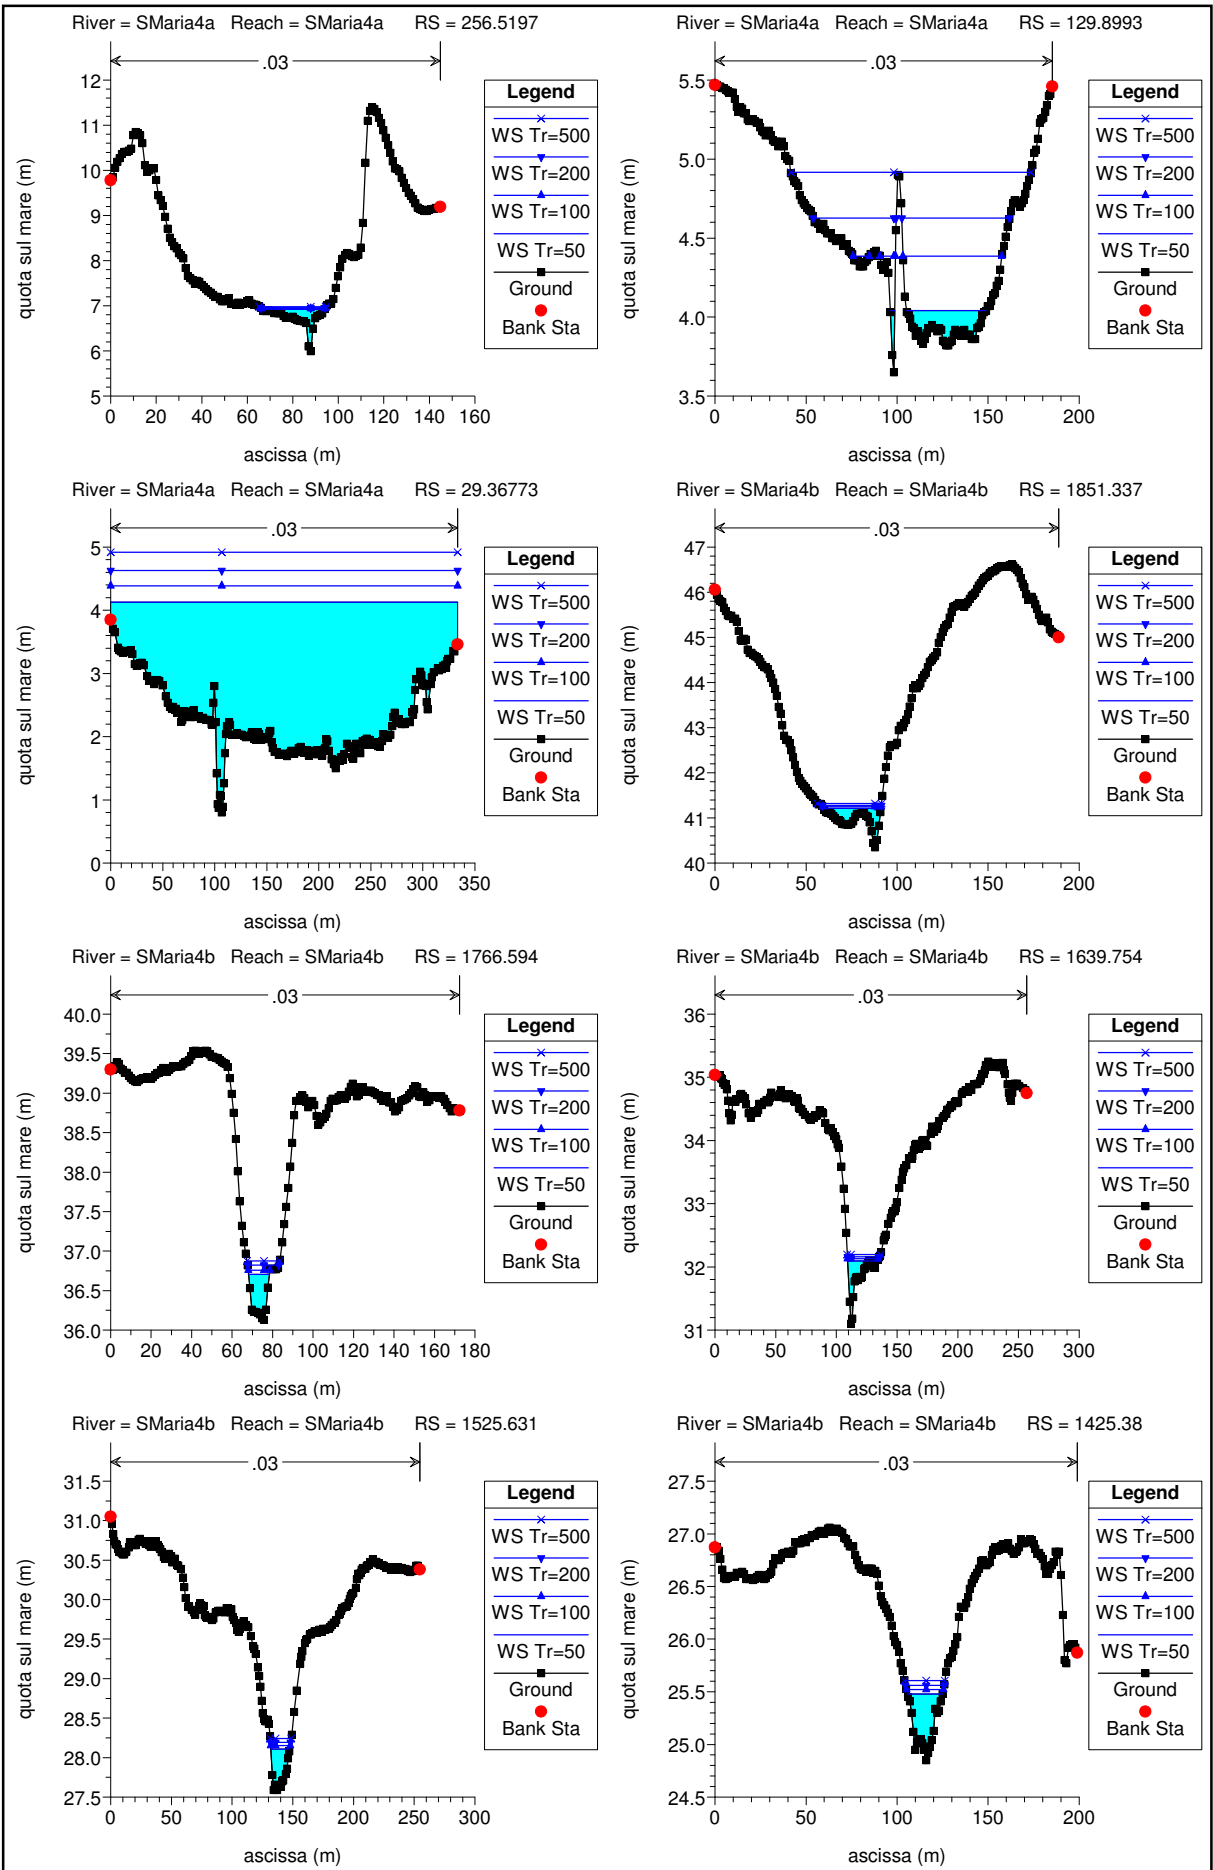 River = SMaria4a   Reach = SMaria4a      RS = 256.5197
.03
12
11
10
9
8
7
6
5
0 20 40 60 80 100 120 140 160
quota sul mare (m)
ascissa (m)
Legend
WS Tr=500
WS Tr=200
WS Tr=100
WS Tr=50
Ground
Bank Sta
River = SMaria4a   Reach = SMaria4a      RS = 129.8993
.03
5.5
5.0
4.5
4.0
3.5
0 50 100 150 200
quota sul mare (m)
ascissa (m)
Legend
WS Tr=500
WS Tr=200
WS Tr=100
WS Tr=50
Ground
Bank Sta
River = SMaria4a   Reach = SMaria4a      RS = 29.36773
.03
5
4
3
2
1
0
0 50 100 150 200 250 300 350
quota sul mare (m)
ascissa (m)
Legend
WS Tr=500
WS Tr=200
WS Tr=100
WS Tr=50
Ground
Bank Sta
River = SMaria4b   Reach = SMaria4b      RS = 1851.337
.03
47
46
45
44
43
42
41
40
0 50 100 150 200
quota sul mare (m)
ascissa (m)
Legend
WS Tr=500
WS Tr=200
WS Tr=100
WS Tr=50
Ground
Bank Sta
River = SMaria4b   Reach = SMaria4b      RS = 1766.594
.03
40.0
39.5
39.0
38.5
38.0
37.5
37.0
36.5
36.0
0 20 40 60 80 100 120 140 160 180
quota sul mare (m)
ascissa (m)
Legend
WS Tr=500
WS Tr=200
WS Tr=100
WS Tr=50
Ground
Bank Sta
River = SMaria4b   Reach = SMaria4b      RS = 1639.754
.03
36
35
34
33
32
31
0 50 100 150 200 250 300
quota sul mare (m)
ascissa (m)
Legend
WS Tr=500
WS Tr=200
WS Tr=100
WS Tr=50
Ground
Bank Sta
River = SMaria4b   Reach = SMaria4b      RS = 1525.631
.03
31.5
31.0
30.5
30.0
29.5
29.0
28.5
28.0
27.5
0 50 100 150 200 250 300
quota sul mare (m)
ascissa (m)
Legend
WS Tr=500
WS Tr=200
WS Tr=100
WS Tr=50
Ground
Bank Sta
River = SMaria4b   Reach = SMaria4b      RS = 1425.38
.03
27.5
27.0
26.5
26.0
25.5
25.0
24.5
0 50 100 150 200
quota sul mare (m)
ascissa (m)
Legend
WS Tr=500
WS Tr=200
WS Tr=100
WS Tr=50
Ground
Bank Sta